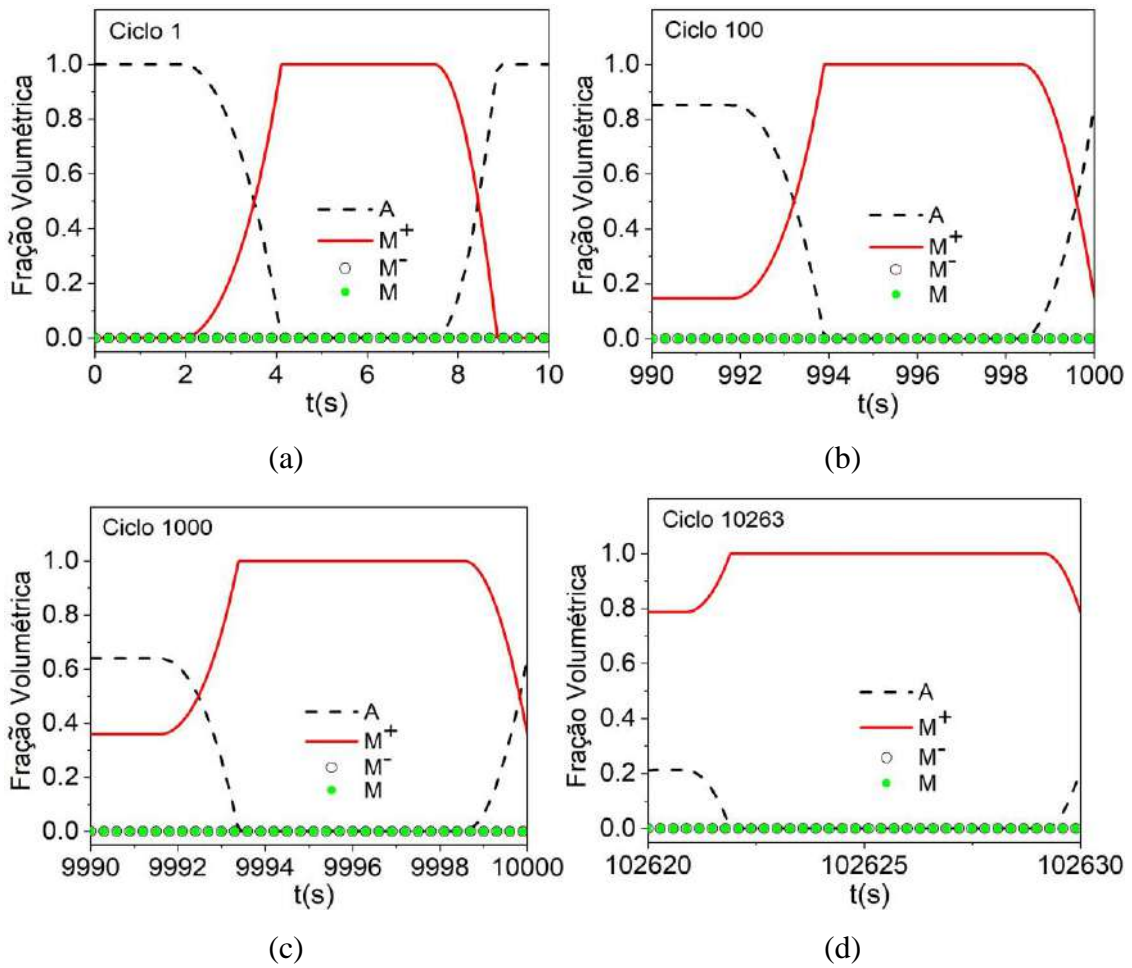 Ciclo 1
Fração Volumétrica
1.0
0.8
0.6
0.4
0.2
0.0
A
M+
M-
M
0 2 4 6 8 10
t(s)
(a)
Ciclo 100
Fração Volumétrica
1.0
0.8
0.6
0.4
0.2
0.0
A
M+
M-
M
990 992 994 996 998 1000
t(s)
(b)
Ciclo 1000
Fração Volumétrica
1.0
0.8
0.6
0.4
0.2
0.0
A
M+
M-
M
9990 9992 9994 9996 9998 10000
t(s)
(c)
Ciclo 10263
Fração Volumétrica
1.0
0.8
0.6
0.4
0.2
0.0
A
M+
M-
M
102620 102625 102630
t(s)
(d)